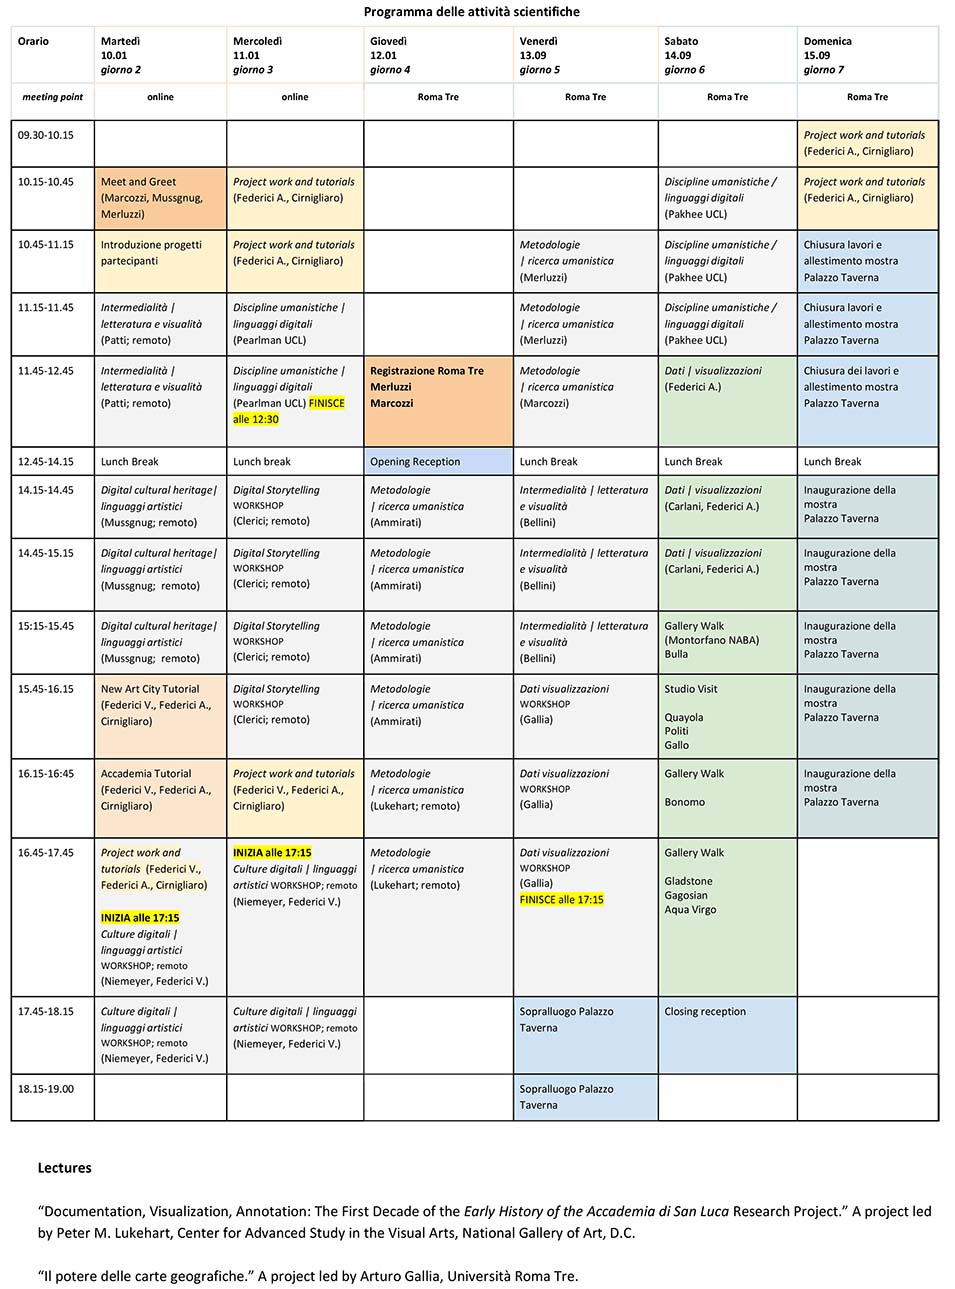 Programma delle attività scientifiche
Orario
Martedì
10.01
giorno 2
Mercoledì
11.01
giorno 3
Giovedì
12.01
giorno 4
Venerdì
13.09
giorno 5
Sabato
14.09
giorno 6
Domenica
15.09
giorno 7
meeting point
online
online
Roma Tre
Roma Tre
Roma Tre
Roma Tre
09.30-10.15
Project work and tutorials
(Federici A., Cirnigliaro)
10.15-10.45
Meet and Greet
(Marcozzi, Mussgnug,
Merluzzi)
Project work and tutorials
(Federici A., Cirnigliaro)
Discipline umanistiche /
linguaggi digitali
(Pakhee UCL)
Project work and tutorials
(Federici A., Cirnigliaro)
10.45-11.15
Introduzione progetti
partecipanti
Project work and tutorials
(Federici A., Cirnigliaro)
Metodologie
| ricerca umanistica
(Merluzzi)
Discipline umanistiche /
linguaggi digitali
(Pakhee UCL)
Chiusura lavori e
allestimento mostra
Palazzo Taverna
11.15-11.45
Intermedialità |
letteratura e visualità
(Patti; remoto)
Discipline umanistiche |
linguaggi digitali
(Pearlman UCL)
Metodologie
| ricerca umanistica
(Merluzzi)
Discipline umanistiche /
linguaggi digitali
(Pakhee UCL)
Chiusura lavori e
allestimento mostra
Palazzo Taverna
11.45-12.45
Intermedialità |
letteratura e visualità
(Patti; remoto)
Discipline umanistiche |
linguaggi digitali
(Pearlman UCL) FINISCE
alle 12:30
Registrazione Roma Tre
Merluzzi
Marcozzi
Metodologie
| ricerca umanistica
(Marcozzi)
Dati | visualizzazioni
(Federici A.)
Chiusura dei lavori e
allestimento mostra
Palazzo Taverna
12.45-14.15
Lunch Break
Lunch break
Opening Reception
Lunch Break
Lunch Break
Lunch Break
14.15-14.45
Digital cultural heritage|
linguaggi artistici
(Mussgnug; remoto)
Digital Storytelling
WORKSHOP
(Clerici; remoto)
Metodologie
| ricerca umanistica
(Ammirati)
Intermedialità | letteratura
e visualità
(Bellini)
Dati | visualizzazioni
(Carlani, Federici A.)
Inaugurazione della
mostra
Palazzo Taverna
14.45-15.15
Digital cultural heritage|
linguaggi artistici
(Mussgnug; remoto)
Digital Storytelling
WORKSHOP
(Clerici; remoto)
Metodologie
| ricerca umanistica
(Ammirati)
Intermedialità | letteratura
e visualità
(Bellini)
Dati | visualizzazioni
(Carlani, Federici A.)
Inaugurazione della
mostra
Palazzo Taverna
15:15-15.45
Digital cultural heritage|
linguaggi artistici
(Mussgnug; remoto)
Digital Storytelling
WORKSHOP
(Clerici; remoto)
Metodologie
| ricerca umanistica
(Ammirati)
Intermedialità | letteratura
e visualità
(Bellini)
Gallery Walk
(Montorfano NABA)
Bulla
Inaugurazione della
mostra
Palazzo Taverna
15.45-16.15
New Art City Tutorial
(Federici V., Federici A.,
Cirnigliaro)
Digital Storytelling
WORKSHOP
(Clerici; remoto)
Metodologie
| ricerca umanistica
(Ammirati)
Dati visualizzazioni
WORKSHOP
(Gallia)
Studio Visit
Quayola
Politi
Gallo
Inaugurazione della
mostra
Palazzo Taverna
16.15-16:45
Accademia Tutorial
(Federici V., Federici A.,
Cirnigliaro)
Project work and tutorials
(Federici V., Federici A.,
Cirnigliaro)
Metodologie
| ricerca umanistica
(Lukehart; remoto)
Dati visualizzazioni
WORKSHOP
(Gallia)
Gallery Walk
Bonomo
Inaugurazione della
mostra
Palazzo Taverna
16.45-17.45
Project work and
tutorials (Federici V.,
Federici A., Cirnigliaro)
INIZIA alle 17:15
Culture digitali |
linguaggi artistici
WORKSHOP; remoto
(Niemeyer, Federici V.)
INIZIA alle 17:15
Culture digitali | linguaggi
artistici WORKSHOP; remoto
(Niemeyer, Federici V.)
Metodologie
| ricerca umanistica
(Lukehart; remoto)
Dati visualizzazioni
WORKSHOP
(Gallia)
FINISCE alle 17:15
Gallery Walk
Gladstone
Gagosian
Aqua Virgo
17.45-18.15
Culture digitali |
linguaggi artistici
WORKSHOP; remoto
(Niemeyer, Federici V.)
Culture digitali | linguaggi
artistici WORKSHOP; remoto
(Niemeyer, Federici V.)
Sopralluogo Palazzo
Taverna
Closing reception
18.15-19.00
Sopralluogo Palazzo
Taverna
Lectures
“Documentation, Visualization, Annotation: The First Decade of the Early History of the Accademia di San Luca Research Project.” A project led
by Peter M. Lukehart, Center for Advanced Study in the Visual Arts, National Gallery of Art, D.C.
“Il potere delle carte geografiche.” A project led by Arturo Gallia, Università Roma Tre.